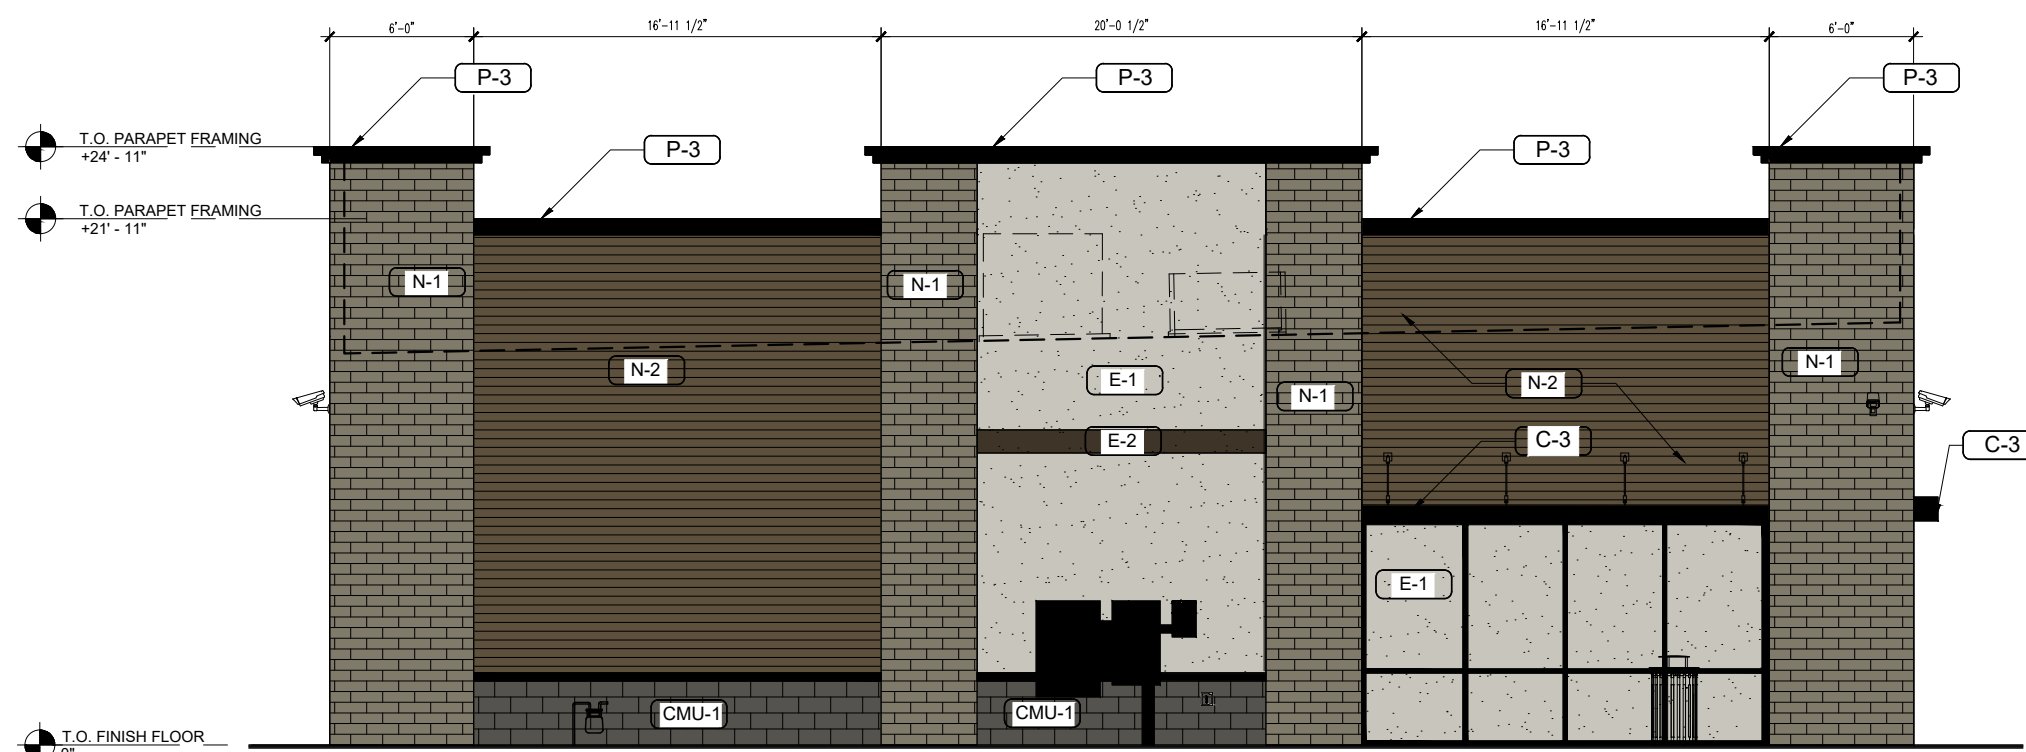 6'-0"
16'-11 1/2"
20'-0 1/2"
16'-11 1/2"
6'-0"
P-3
P-3
P-3
T.O. PARAPET FRAMING
+24' - 11"
P-3
P-3
T.O. PARAPET FRAMING
+21' - 11"
N-1
N-1
N-2
E-1
N-1
N-2
N-1
E-2
C-3
C-3
E-1
CMU-1
CMU-1
T.O. FINISH FLOOR
0"